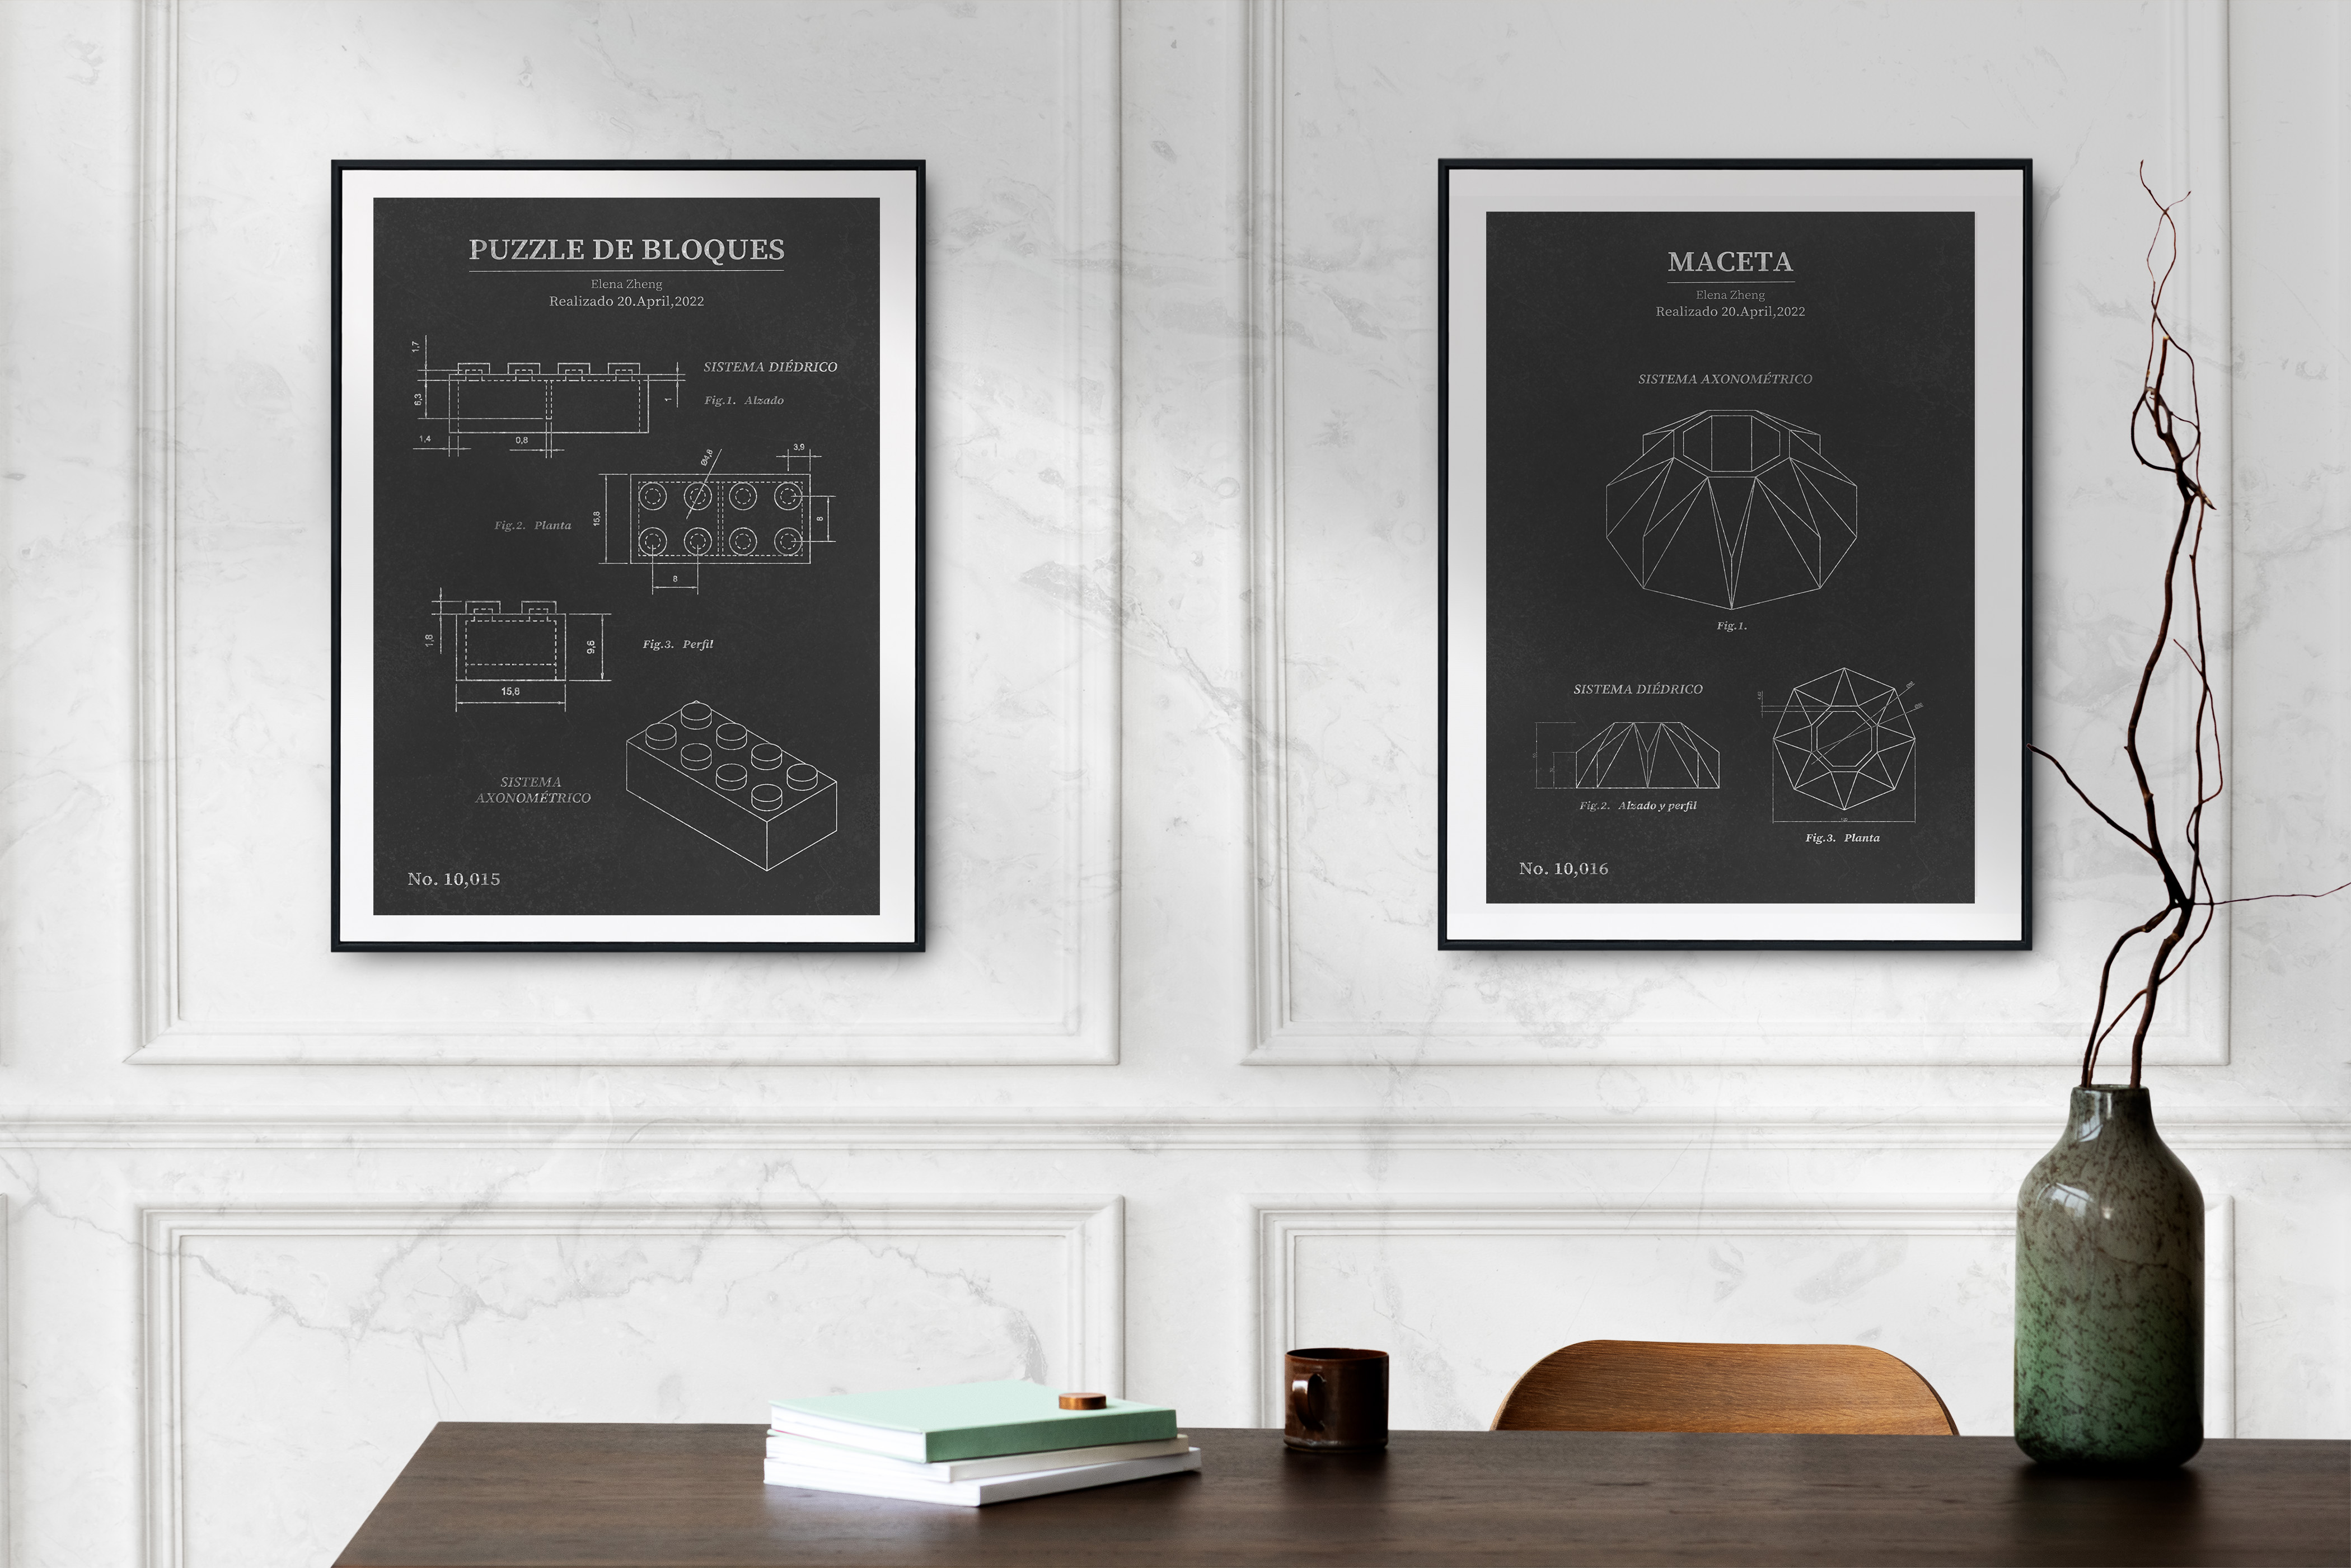 PUZZLE DE BLOQUES
Elena Zheng
Realizado 20.April,2022
1,7
SISTEMA DIÉDRICO
6,3
1
Fig.1. Alzado
1,4
0,8
3,9
Ø4,8
15,8
8
Fig.2. Planta
8
1,8
9,6
Fig.3. Perfil
15,8
SISTEMA
AXONOMÉTRICO
No. 10,015
MACETA
Elena Zheng
Realizado 20.April,2022
SISTEMA AXONOMÉTRICO
Fig.1.
SISTEMA DIÉDRICO
Fig.2. Alzado y perfil
Fig.3. Planta
No. 10,016